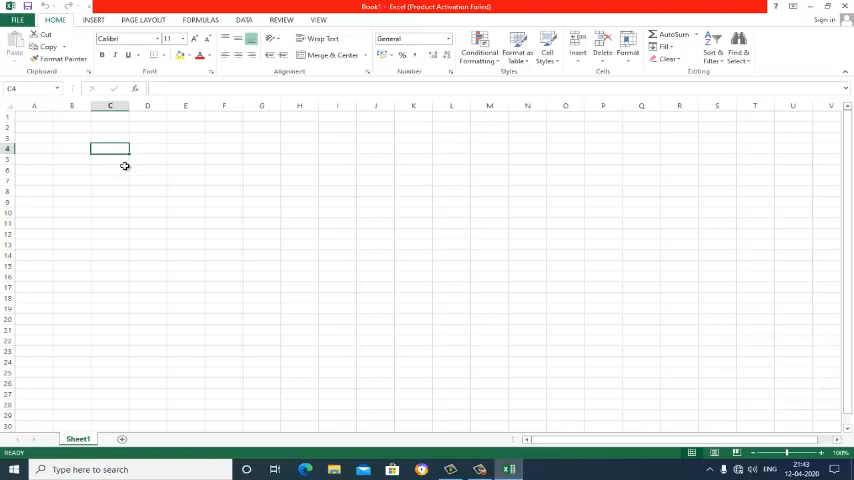 Book1 - Excel (Product Activation Failed)
FILE HOME INSERT PAGE LAYOUT FORMULAS DATA REVIEW VIEW Sign in
Paste Cut Copy Format Painter Clipboard
Calibri 11 B I U Font
Wrap Text Merge & Center Alignment
General % , Number
Conditional Formatting Format as Table Cell Styles Styles
Insert Delete Format Cells
AutoSum Fill Clear Sort & Filter Find & Select Editing
C4 fx
A B C D E F G H I J K L M N O P Q R S T U V
1
2
3
4
5
6
7
8
9
10
11
12
13
14
15
16
17
18
19
20
21
22
23
24
25
26
27
28
29
30
Sheet1
READY 100%
Type here to search ENG 21:43
12-04-2020